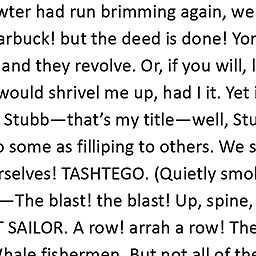 wter had run brimming again, we
arbuck! but the deed is done! Yon
and they revolve. Or, if you will, l
would shrivel me up, had I it. Yet i
Stubb—that's my title—well, Stu
o some as filliping to others. We s
rselves! TASHTEGO. (Quietly smol
—The blast! the blast! Up, spine,
T SAILOR. A row! arrah a row! The
Whale fishermen. But not all of the